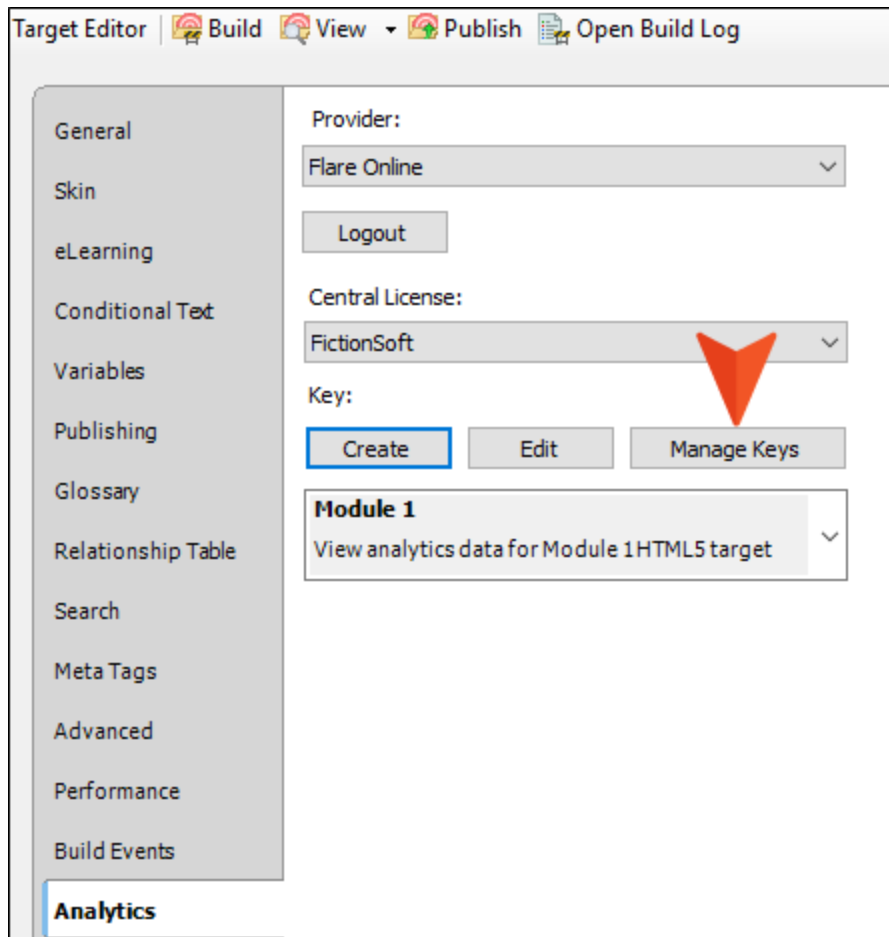 Target Editor Build View Publish Open Build Log
General
Skin
eLearning
Conditional Text
Variables
Publishing
Glossary
Relationship Table
Search
Meta Tags
Advanced
Performance
Build Events
Analytics
Provider:
Flare Online
Logout
Central License:
FictionSoft
Key:
Create Edit Manage Keys
Module 1
View analytics data for Module 1HTML5 target